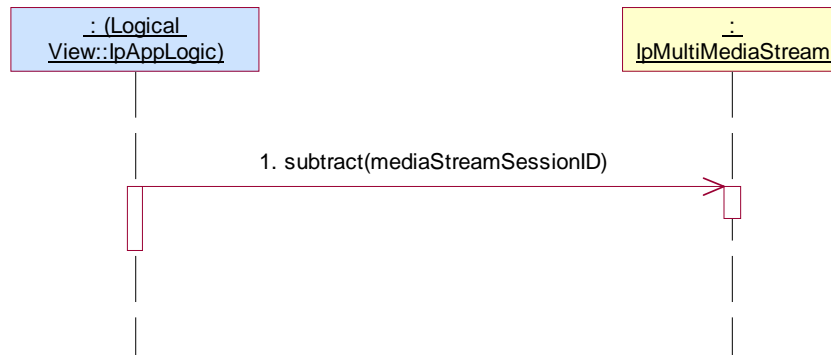 : (Logical
View::IpAppLogic)
:
IpMultiMediaStream
1. subtract(mediaStreamSessionID)